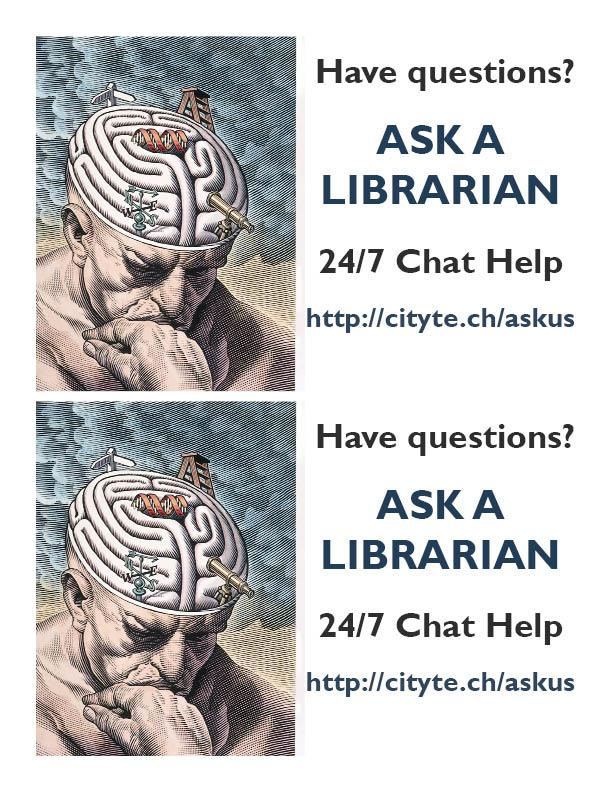 Have questions?
ASK A
LIBRARIAN
24/7 Chat Help
http://cityte.ch/askus
Have questions?
ASK A
LIBRARIAN
24/7 Chat Help
http://cityte.ch/askus